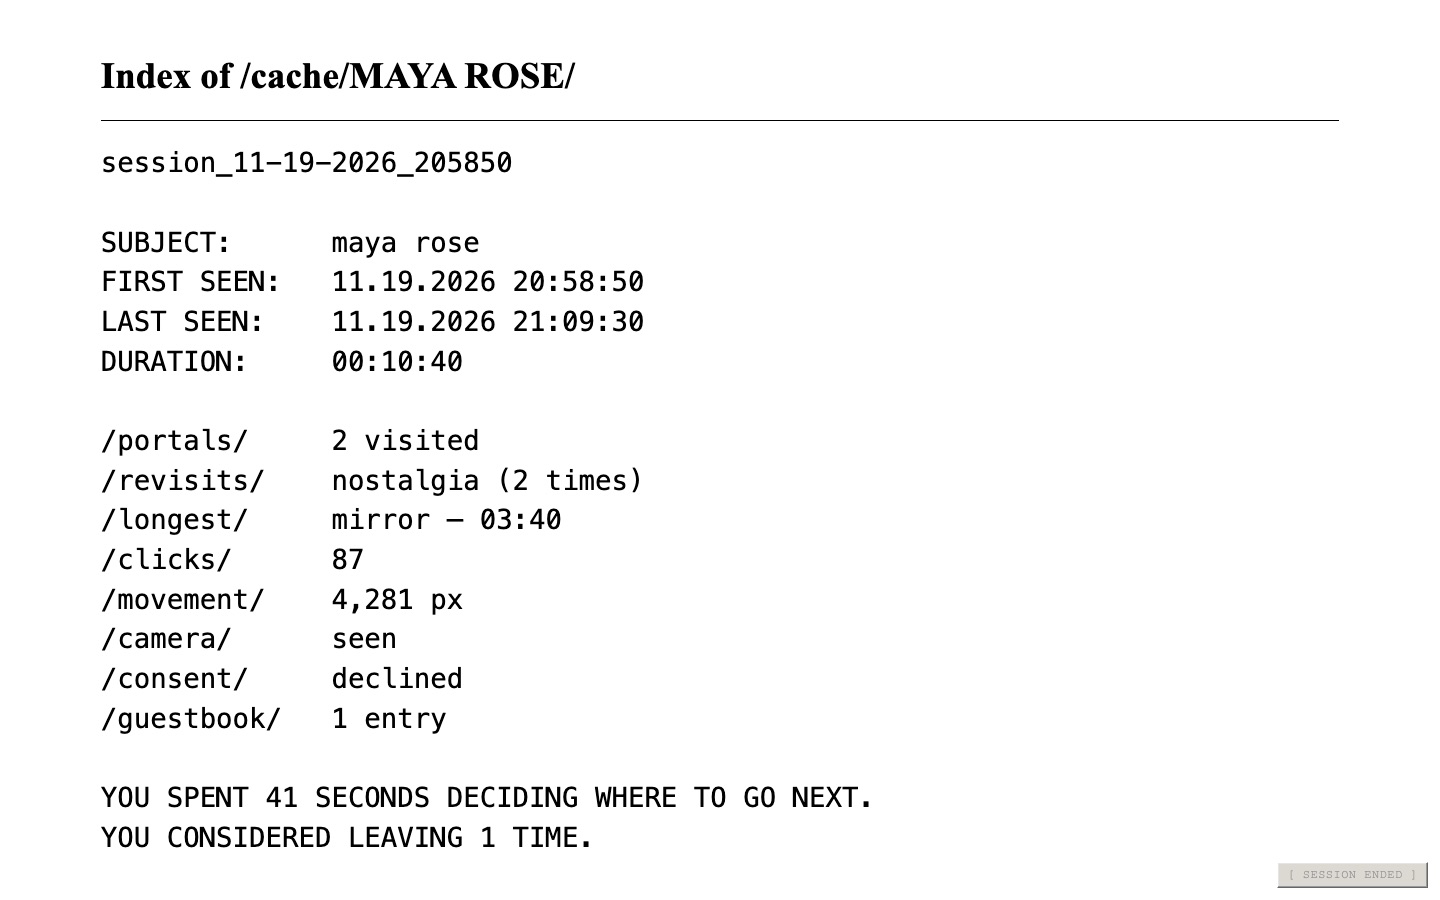 Index of /cache/MAYA ROSE/
session_11-19-2026_205850
SUBJECT: maya rose
FIRST SEEN: 11.19.2026 20:58:50
LAST SEEN: 11.19.2026 21:09:30
DURATION: 00:10:40
/portals/ 2 visited
/revisits/ nostalgia (2 times)
/longest/ mirror — 03:40
/clicks/ 87
/movement/ 4,281 px
/camera/ seen
/consent/ declined
/guestbook/ 1 entry
YOU SPENT 41 SECONDS DECIDING WHERE TO GO NEXT.
YOU CONSIDERED LEAVING 1 TIME.
[ SESSION ENDED ]